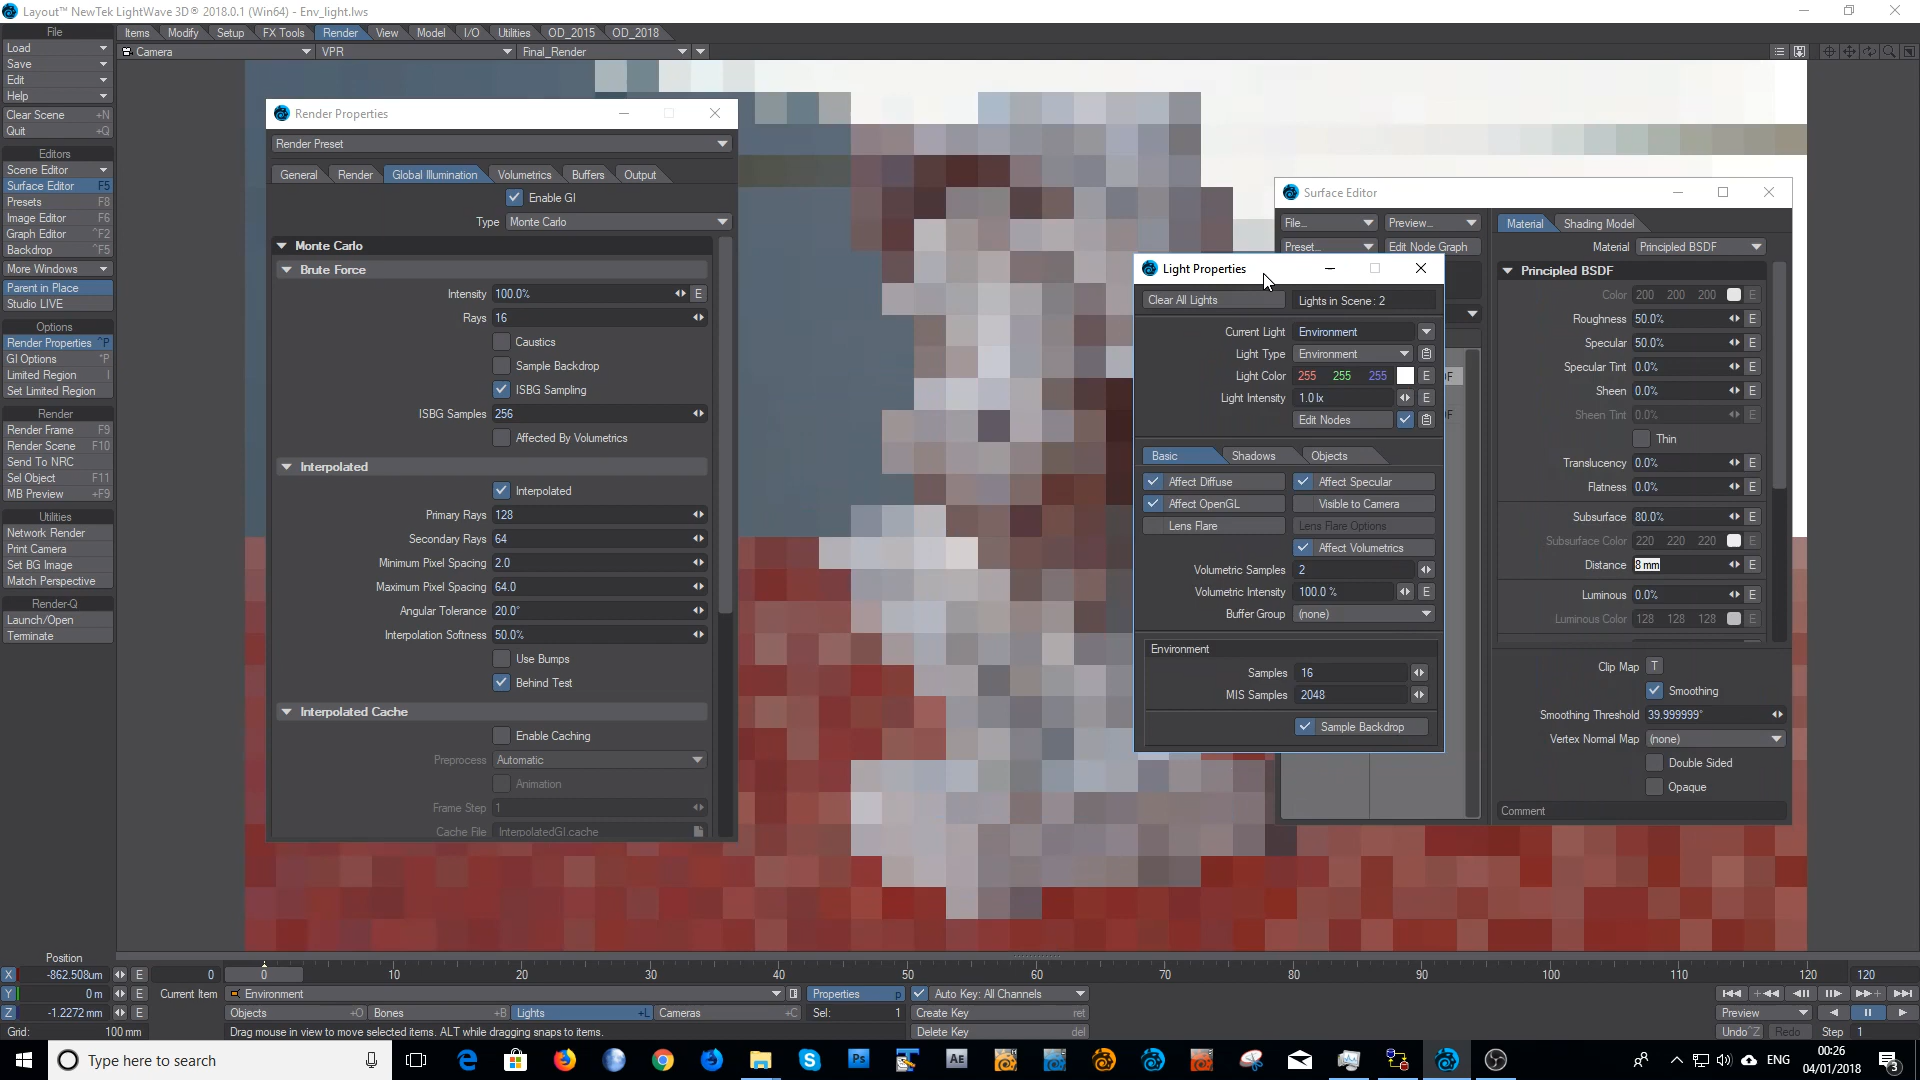 Layout™ NewTek LightWave 3D® 2018.0.1 (Win64) - Env_light.lws
File
Items Modify Setup FX Tools Render View Model I/O Utilities OD_2015 OD_2018
Load
Camera VPR Final_Render
Save
Edit
Help
Clear Scene +N
Quit +Q
Editors
Scene Editor
Surface Editor F5
Presets F8
Image Editor F6
Graph Editor ^F2
Backdrop ^F5
More Windows
Parent in Place
Studio LIVE
Options
Render Properties ^P
GI Options *P
Limited Region l
Set Limited Region
Render
Render Frame F9
Render Scene F10
Send To NRC
Sel Object F11
MB Preview +F9
Utilities
Network Render
Print Camera
Set BG Image
Match Perspective
Render-Q
Launch/Open
Terminate
Render Properties
Render Preset
General Render Global Illumination Volumetrics Buffers Output
Enable GI
Type Monte Carlo
Monte Carlo
Brute Force
Intensity 100.0% E
Rays 16
Caustics
Sample Backdrop
ISBG Sampling
ISBG Samples 256
Affected By Volumetrics
Interpolated
Interpolated
Primary Rays 128
Secondary Rays 64
Minimum Pixel Spacing 2.0
Maximum Pixel Spacing 64.0
Angular Tolerance 20.0°
Interpolation Softness 50.0%
Use Bumps
Behind Test
Interpolated Cache
Enable Caching
Preprocess Automatic
Animation
Frame Step 1
Cache File InterpolatedGI.cache
Light Properties
Clear All Lights Lights in Scene: 2
Current Light Environment
Light Type Environment
Light Color 255 255 255 E
Light Intensity 1.0 lx E
Edit Nodes
Basic Shadows Objects
Affect Diffuse Affect Specular
Affect OpenGL Visible to Camera
Lens Flare Lens Flare Options
Affect Volumetrics
Volumetric Samples 2
Volumetric Intensity 100.0 % E
Buffer Group (none)
Environment
Samples 16
MIS Samples 2048
Sample Backdrop
Surface Editor
File... Preview...
Preset... Edit Node Graph
Material Shading Model
Material Principled BSDF
Principled BSDF
Color 200 200 200 E
Roughness 50.0% E
Specular 50.0% E
Specular Tint 0.0% E
Sheen 0.0% E
Sheen Tint 0.0% E
Thin
Translucency 0.0% E
Flatness 0.0% E
Subsurface 80.0% E
Subsurface Color 220 220 220 E
Distance 8 mm E
Luminous 0.0% E
Luminous Color 128 128 128 E
Clip Map T
Smoothing
Smoothing Threshold 39.999999°
Vertex Normal Map (none)
Double Sided
Opaque
Comment
Position
X -862.508um E 0 0 10 20 30 40 50 60 70 80 90 100 110 120 120
Y 0 m E Current Item Environment Properties p Auto Key: All Channels
Z -1.2272 mm E Objects +O Bones +B Lights +L Cameras +C Sel: 1 Create Key ret Preview
Grid: 100 mm Drag mouse in view to move selected items. ALT while dragging snaps to items. Delete Key del Undo ^Z Redo Step 1
Type here to search
ENG
00:26
04/01/2018
3